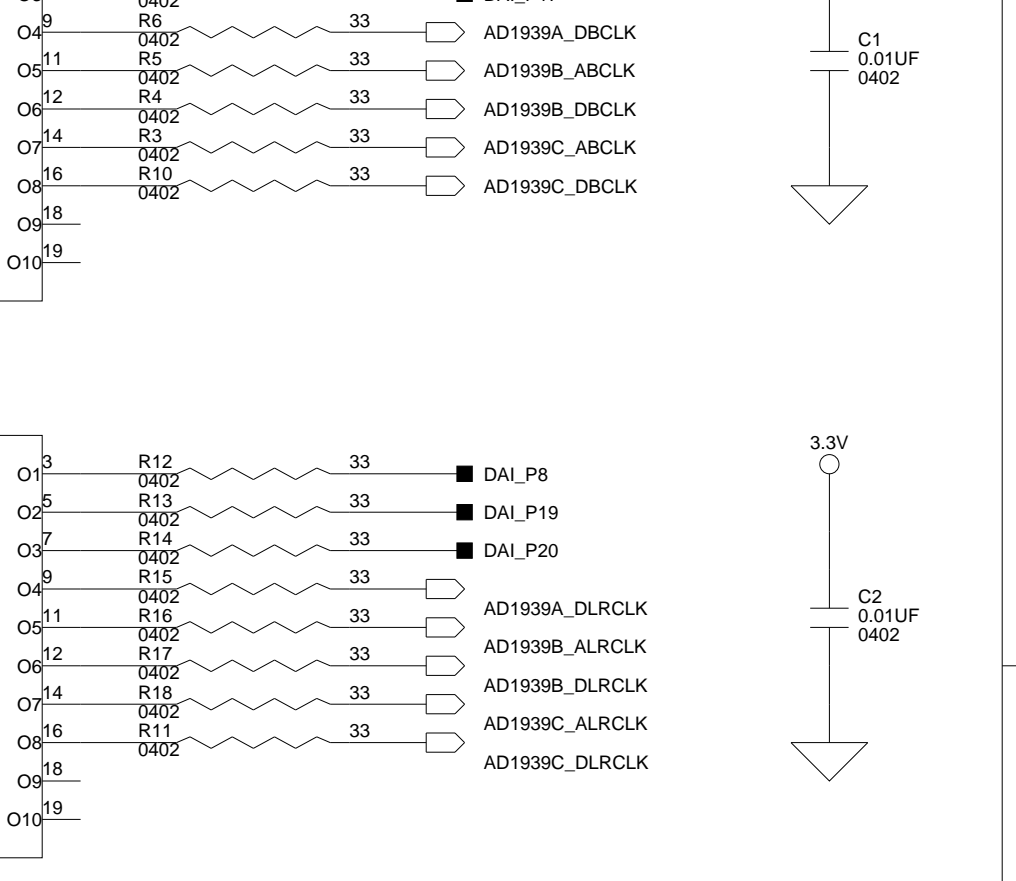 O4 9 R6 0402 33 AD1939A_DBCLK
O5 11 R5 0402 33 AD1939B_ABCLK
O6 12 R4 0402 33 AD1939B_DBCLK
O7 14 R3 0402 33 AD1939C_ABCLK
O8 16 R10 0402 33 AD1939C_DBCLK
O9 18
O10 19
C1
0.01UF
0402
O1 3 R12 0402 33 DAI_P8
O2 5 R13 0402 33 DAI_P19
O3 7 R14 0402 33 DAI_P20
O4 9 R15 0402 33 AD1939A_DLRCLK
O5 11 R16 0402 33 AD1939B_ALRCLK
O6 12 R17 0402 33 AD1939B_DLRCLK
O7 14 R18 0402 33 AD1939C_ALRCLK
O8 16 R11 0402 33 AD1939C_DLRCLK
O9 18
O10 19
3.3V
C2
0.01UF
0402